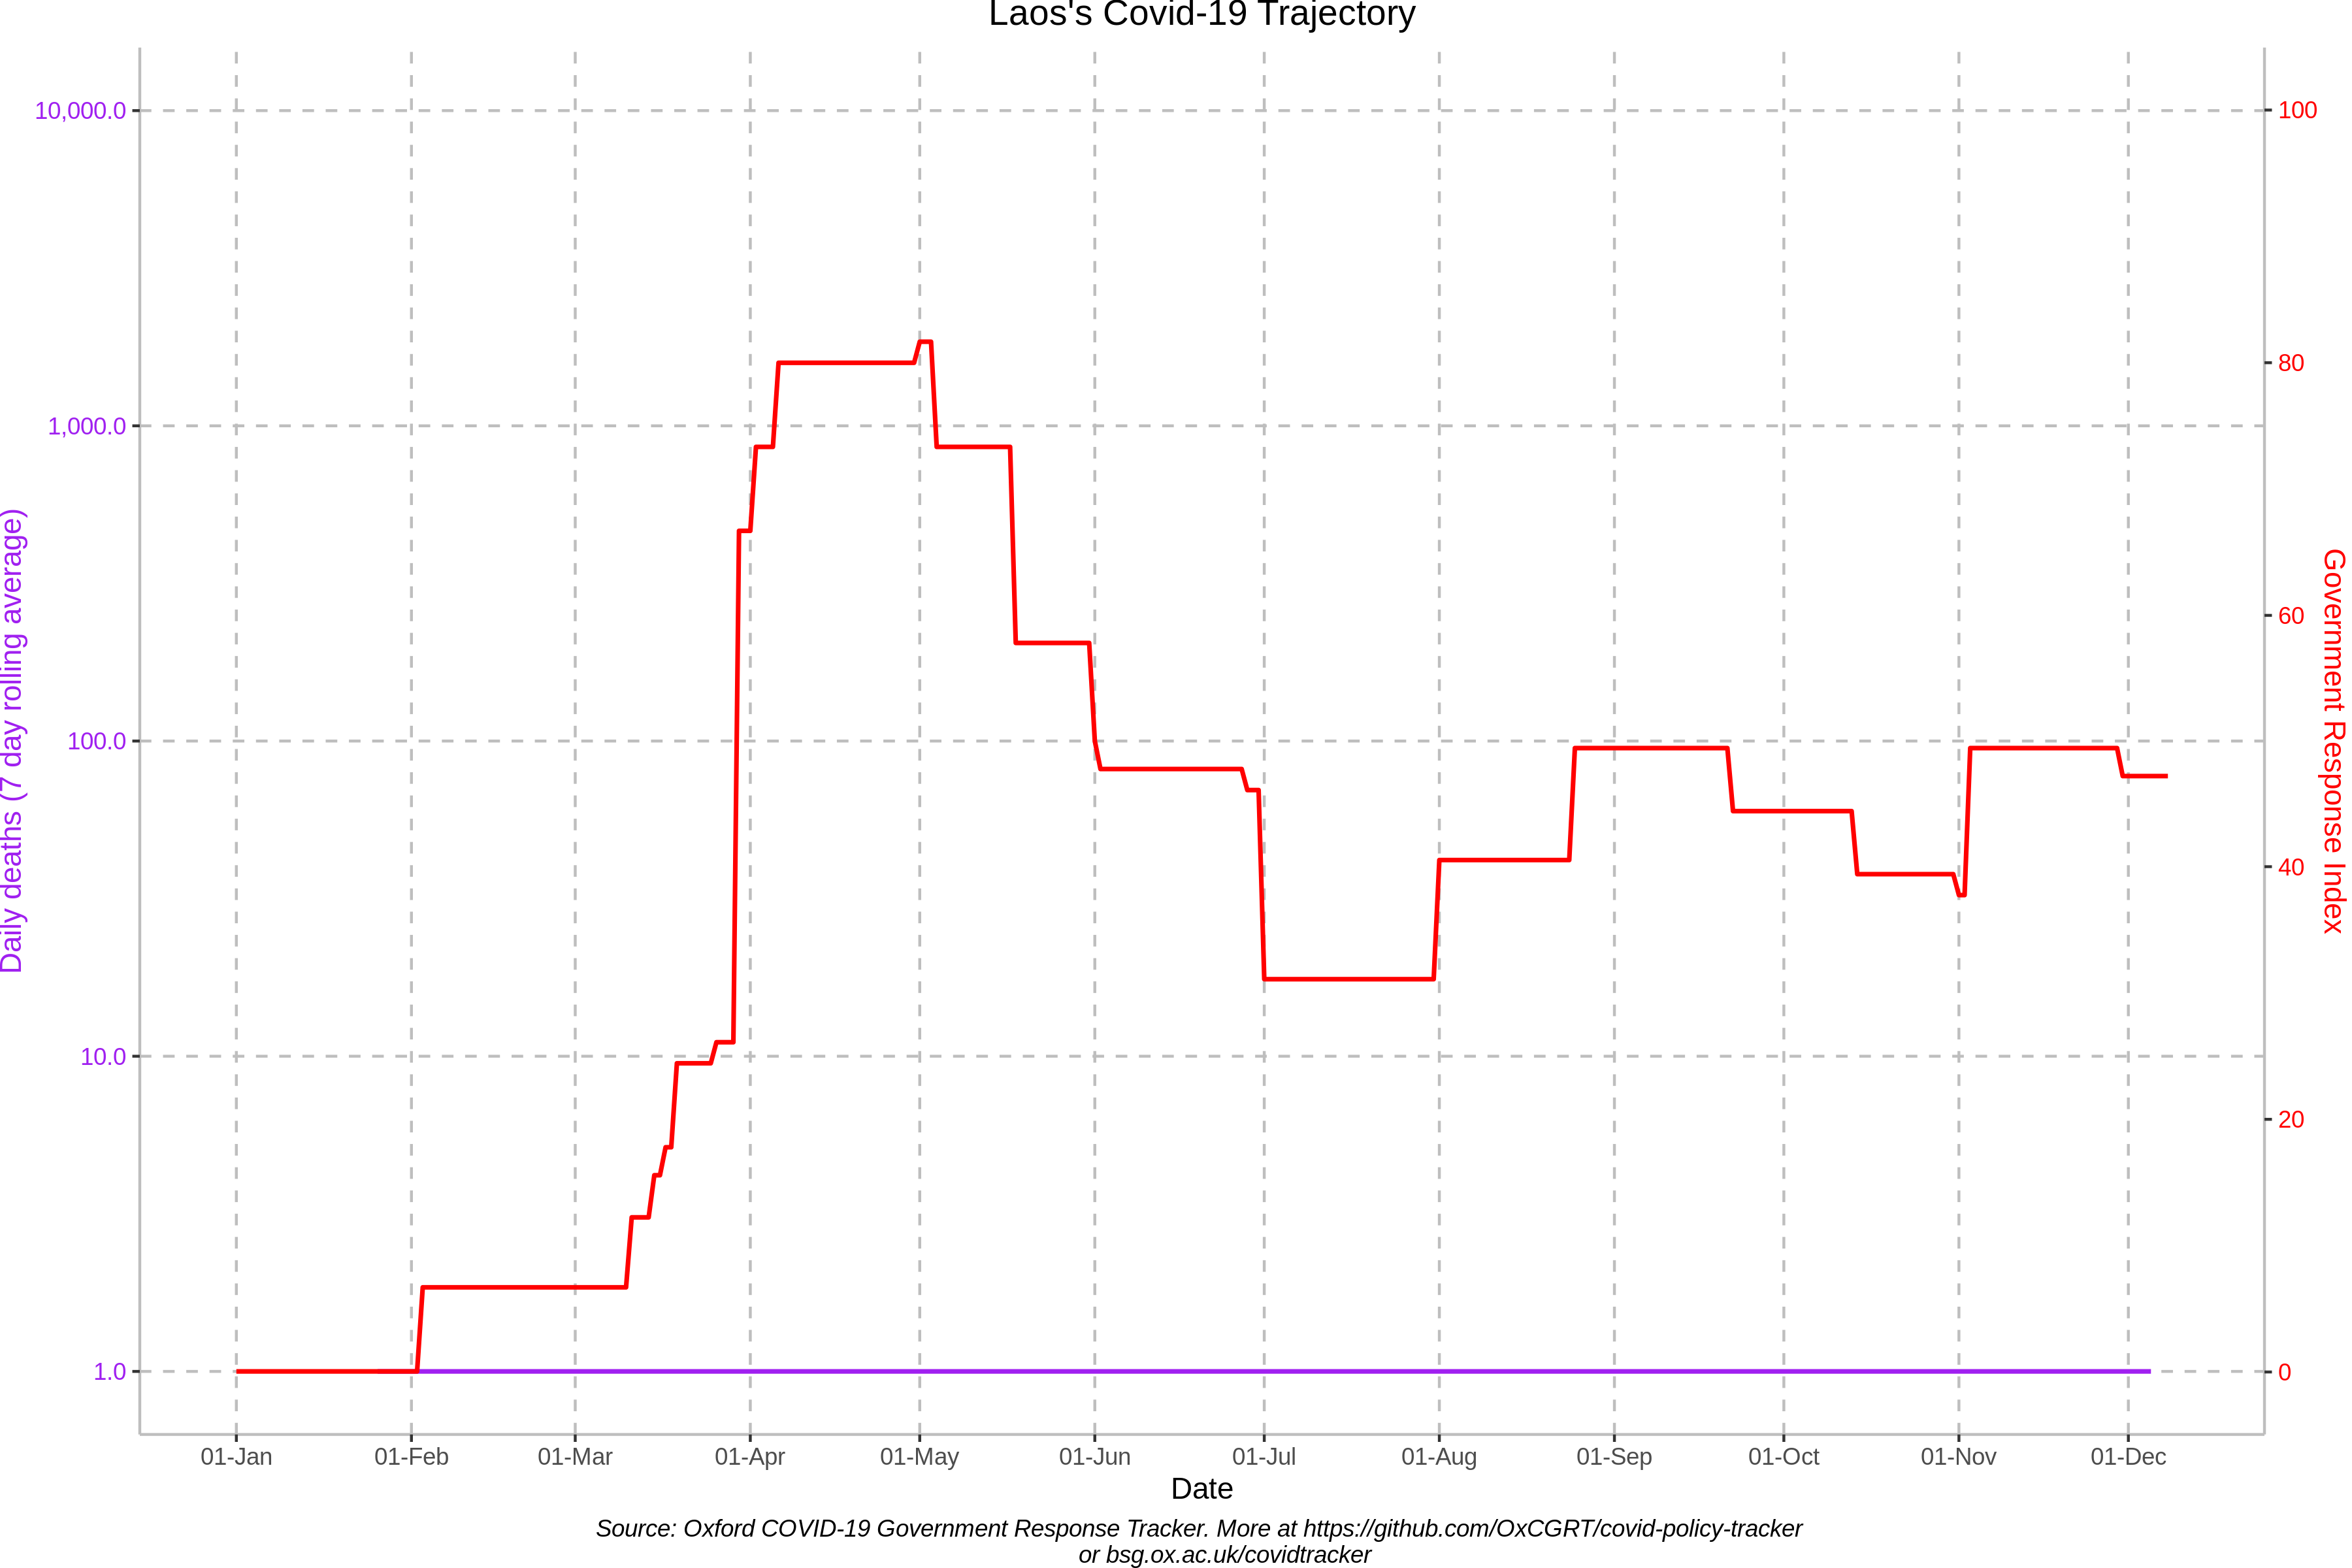 Laos's Covid-19 Trajectory
10,000.0
1,000.0
100.0
10.0
1.0
Daily deaths (7 day rolling average)
100
80
60
40
20
0
Government Response Index
01-Jan 01-Feb 01-Mar 01-Apr 01-May 01-Jun 01-Jul 01-Aug 01-Sep 01-Oct 01-Nov 01-Dec
Date
Source: Oxford COVID-19 Government Response Tracker. More at https://github.com/OxCGRT/covid-policy-tracker
or bsg.ox.ac.uk/covidtracker